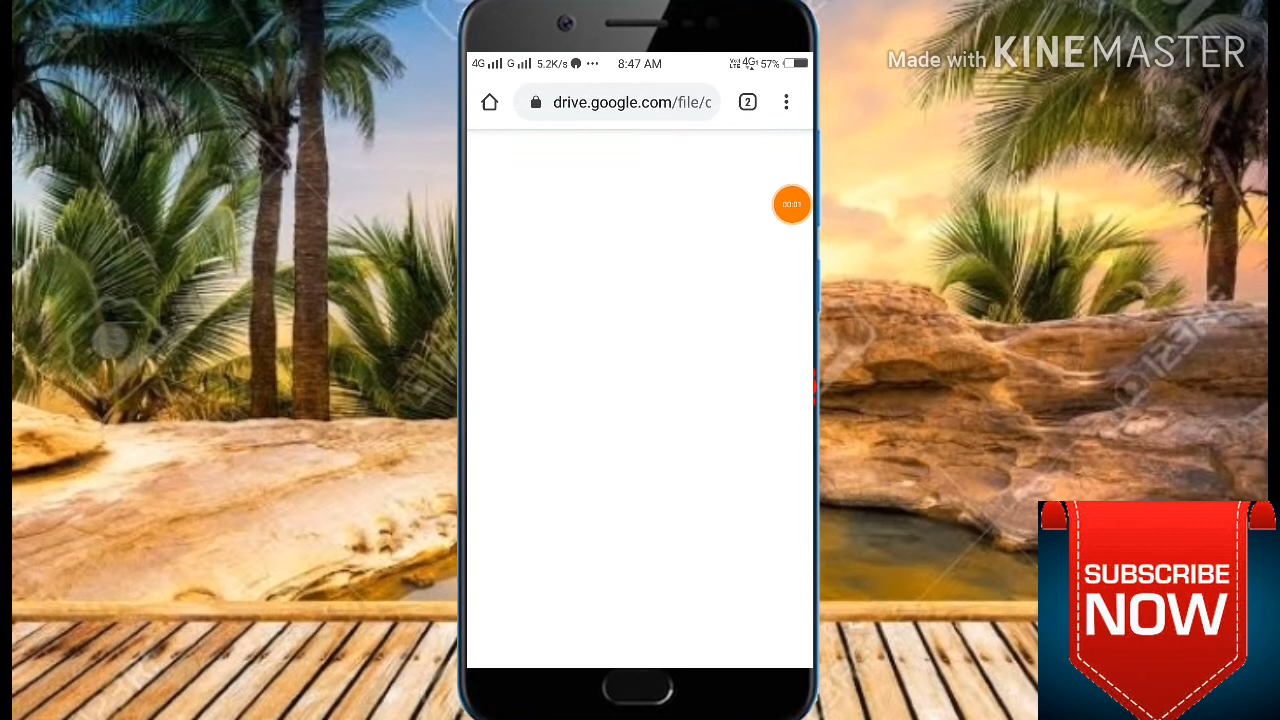 Made with KINEMASTER
4G G 5.2K/s ... 8:47 AM 4G 57%
drive.google.com/file/c 2
00:01
SUBSCRIBE
NOW